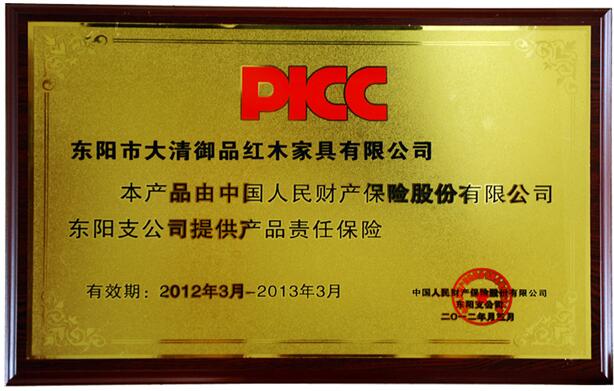 PICC
东阳市大清御品红木家具有限公司
本产品由中国人民财产保险股份有限公司
东阳支公司提供产品责任保险
有效期：2012年3月-2013年3月
中国人民财产保险股份有限公司
东阳支公司
二〇一二年三月